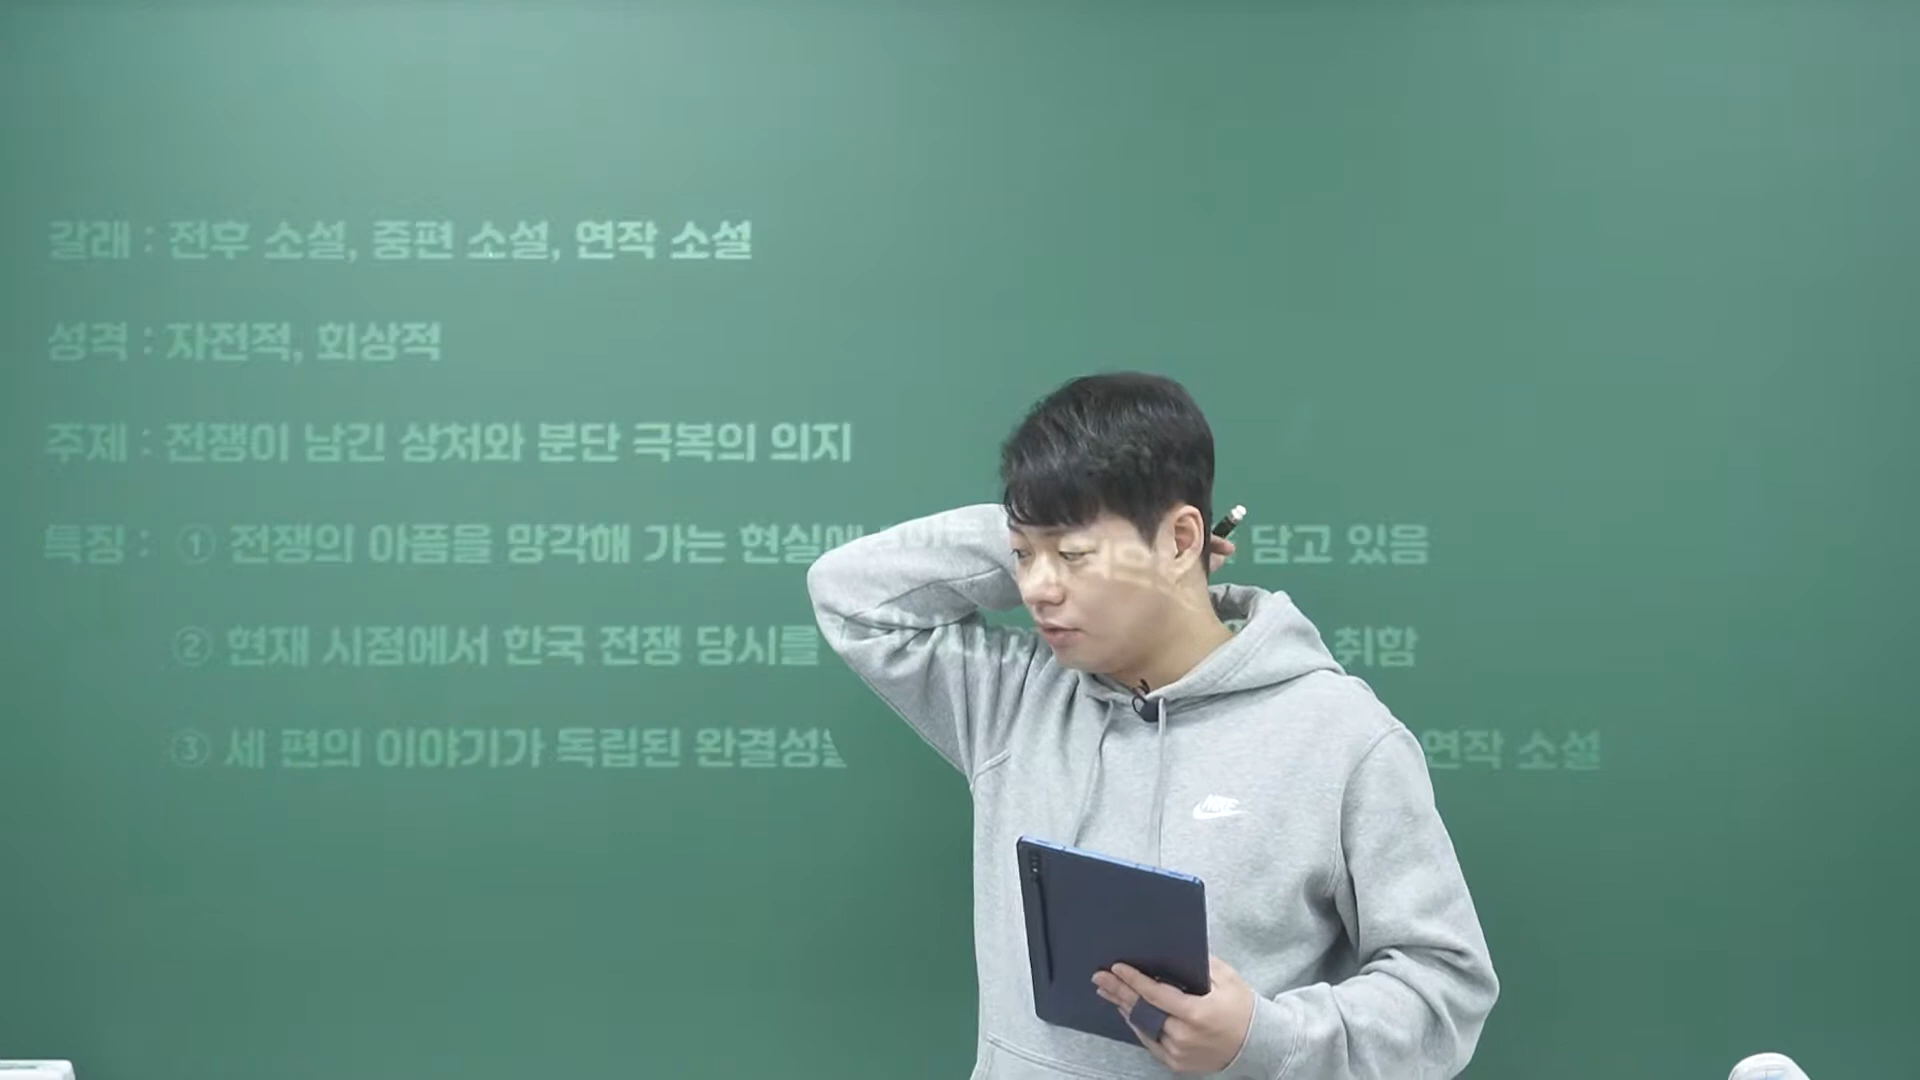 갈래 : 전후 소설, 중편 소설, 연작 소설
성격 : 자전적, 회상적
주제 : 전쟁이 남긴 상처와 분단 극복의 의지
특징 : ① 전쟁의 아픔을 망각해 가는 현실에 담고 있음
② 현재 시점에서 한국 전쟁 당시를 취함
③ 세 편의 이야기가 독립된 완결성을 연작 소설
NIKE